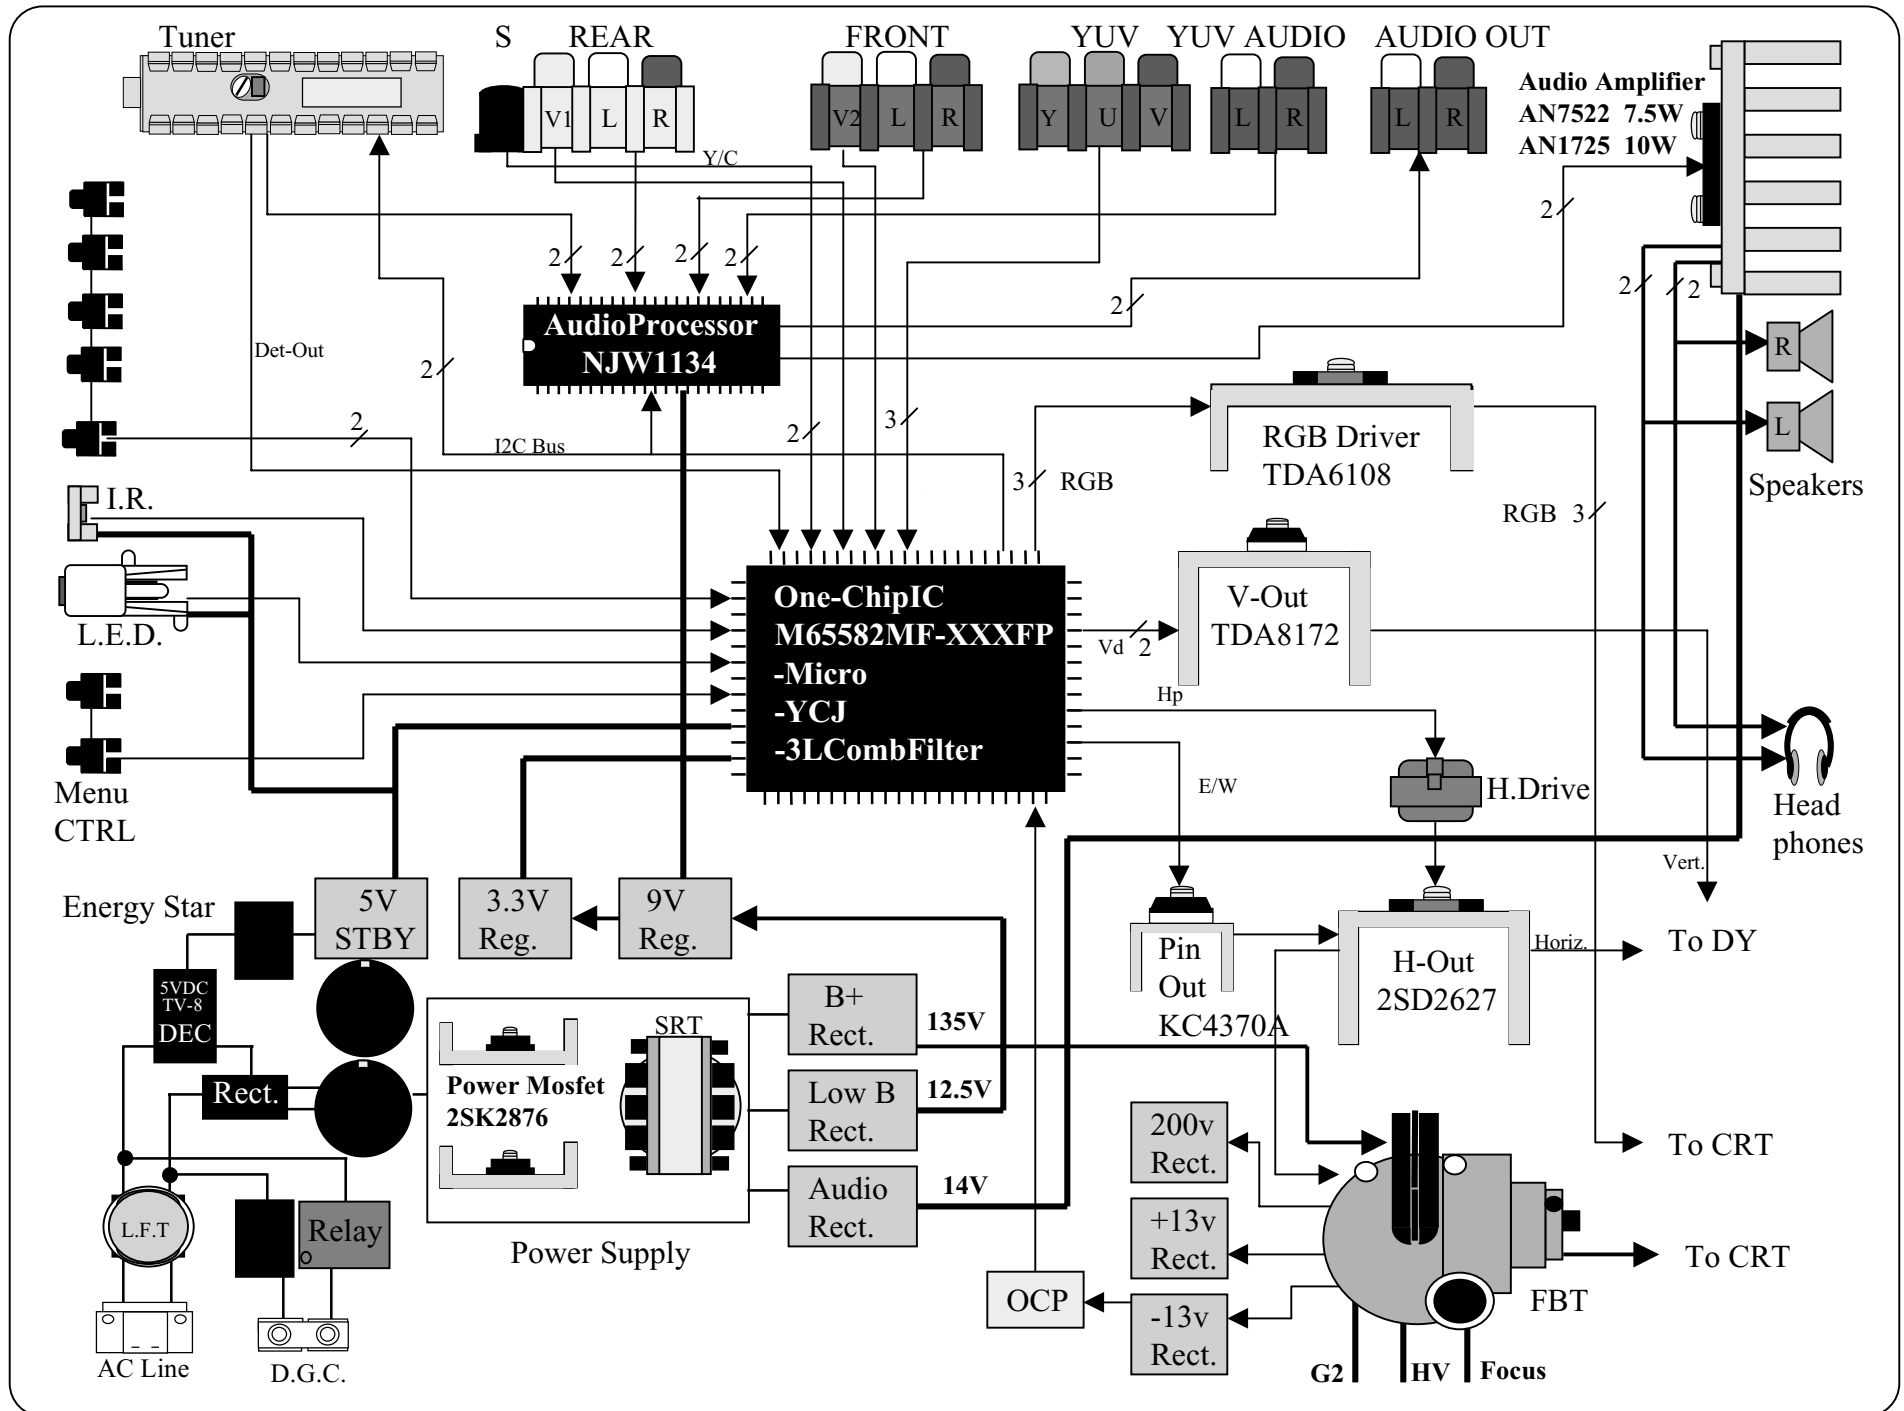 Tuner
S
REAR
FRONT
YUV
YUV AUDIO
AUDIO OUT
V1
L
R
V2
L
R
Y
U
V
L
R
L
R
Audio Amplifier
AN7522 7.5W
AN1725 10W
Y/C
2
2
2
2
2
2
2
2
AudioProcessor
NJW1134
Det-Out
2
2
I2C Bus
2
3
3
RGB
RGB Driver
TDA6108
RGB 3
R
L
Speakers
I.R.
L.E.D.
Menu
CTRL
One-ChipIC
M65582MF-XXXFP
-Micro
-YCJ
-3LCombFilter
Vd 2
V-Out
TDA8172
Hp
E/W
H.Drive
Head
phones
Vert.
Energy Star
5V
STBY
3.3V
Reg.
9V
Reg.
5VDC
TV-8
DEC
Rect.
Power Mosfet
2SK2876
SRT
B+
Rect.
135V
Low B
Rect.
12.5V
Audio
Rect.
14V
Pin
Out
KC4370A
H-Out
2SD2627
Horiz.
To DY
To CRT
To CRT
200v
Rect.
+13v
Rect.
-13v
Rect.
OCP
FBT
G2
HV
Focus
L.F.T
Relay
Power Supply
AC Line
D.G.C.